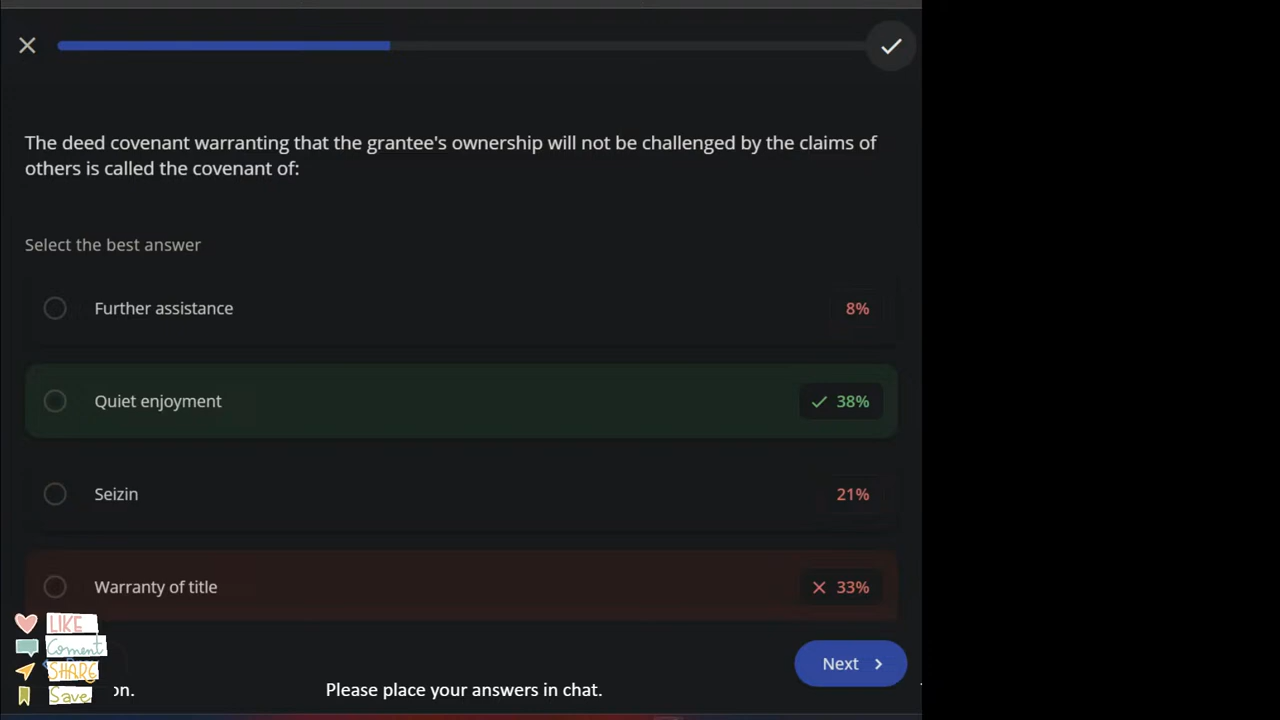 The deed covenant warranting that the grantee's ownership will not be challenged by the claims of
others is called the covenant of:
Select the best answer
Further assistance 8%
Quiet enjoyment 38%
Seizin 21%
Warranty of title 33%
LIKE
Coment
SHARE
Save
Next
on. Please place your answers in chat.